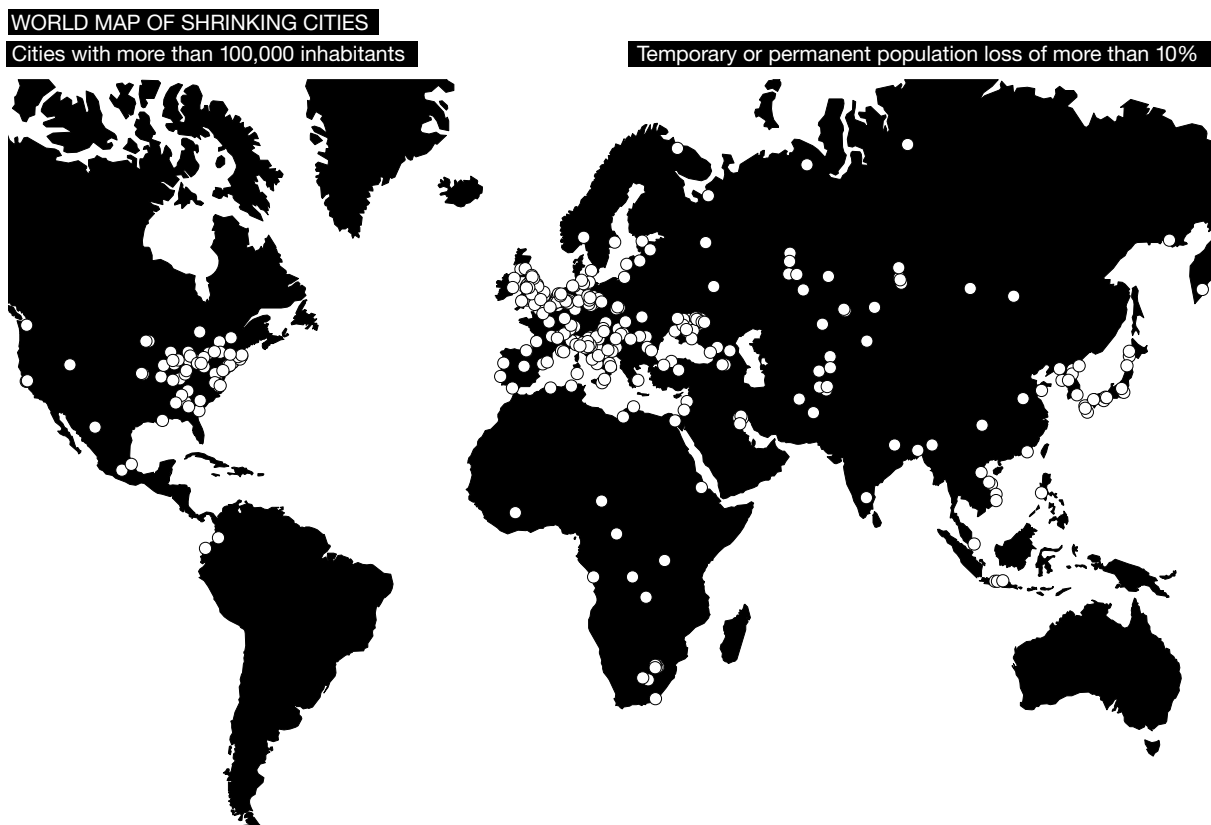 WORLD MAP OF SHRINKING CITIES
Cities with more than 100,000 inhabitants
Temporary or permanent population loss of more than 10%